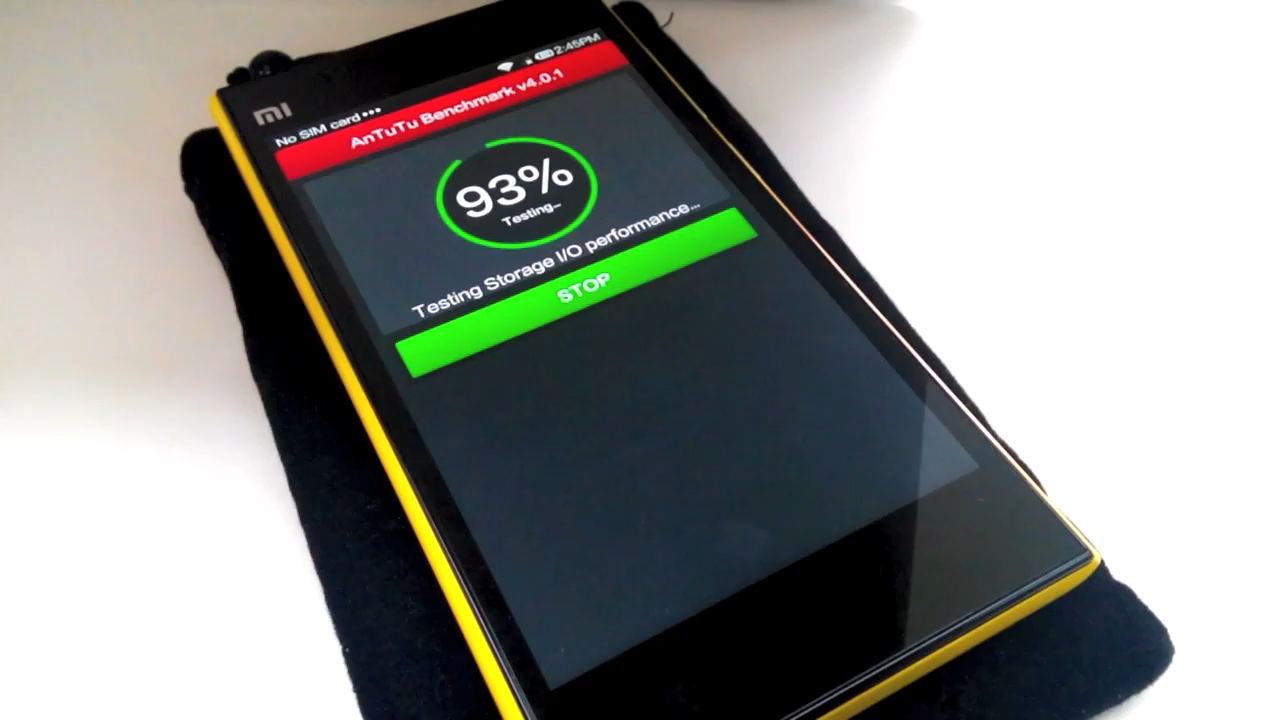 MI
No SIM card... 2:45PM
AnTuTu Benchmark v4.0.1
93%
Testing...
Testing Storage I/O performance...
STOP